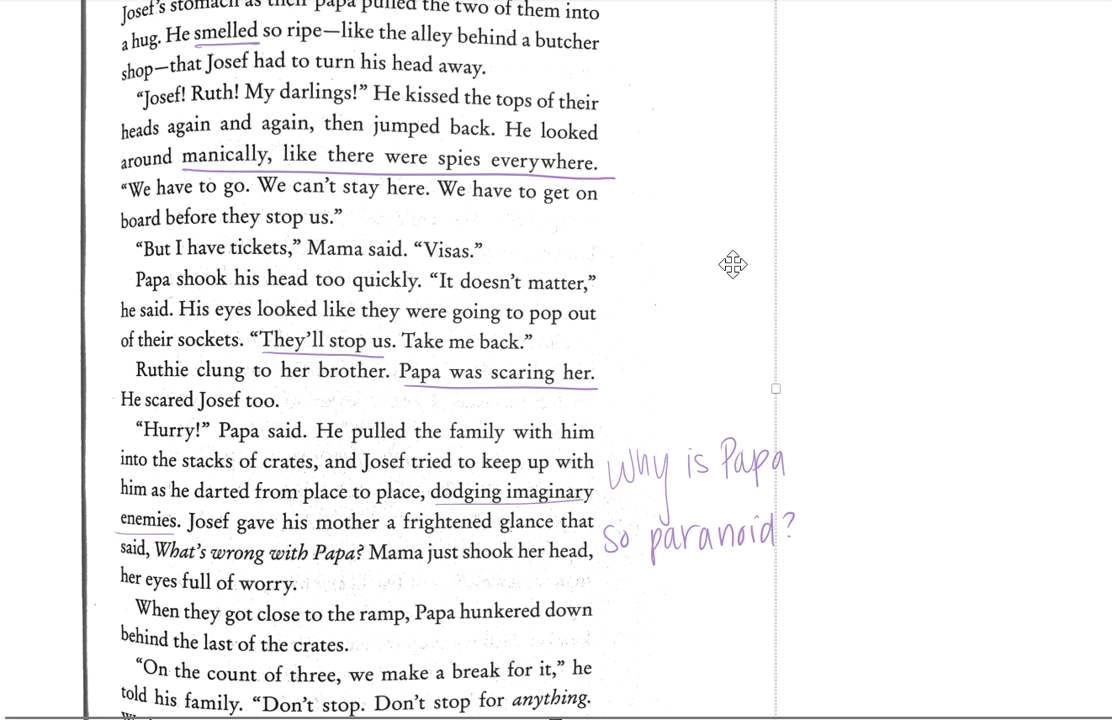 Josef's stomach as their papa pulled the two of them into
a hug. He smelled so ripe—like the alley behind a butcher
shop—that Josef had to turn his head away.
"Josef! Ruth! My darlings!" He kissed the tops of their
heads again and again, then jumped back. He looked
around manically, like there were spies everywhere.
"We have to go. We can't stay here. We have to get on
board before they stop us."
"But I have tickets," Mama said. "Visas."
Papa shook his head too quickly. "It doesn't matter,"
he said. His eyes looked like they were going to pop out
of their sockets. "They'll stop us. Take me back."
Ruthie clung to her brother. Papa was scaring her.
He scared Josef too.
"Hurry!" Papa said. He pulled the family with him
into the stacks of crates, and Josef tried to keep up with
him as he darted from place to place, dodging imaginary
enemies. Josef gave his mother a frightened glance that
said, What's wrong with Papa? Mama just shook her head,
her eyes full of worry.
When they got close to the ramp, Papa hunkered down
behind the last of the crates.
"On the count of three, we make a break for it," he
told his family. "Don't stop. Don't stop for anything.
Why is Papa
so paranoid?